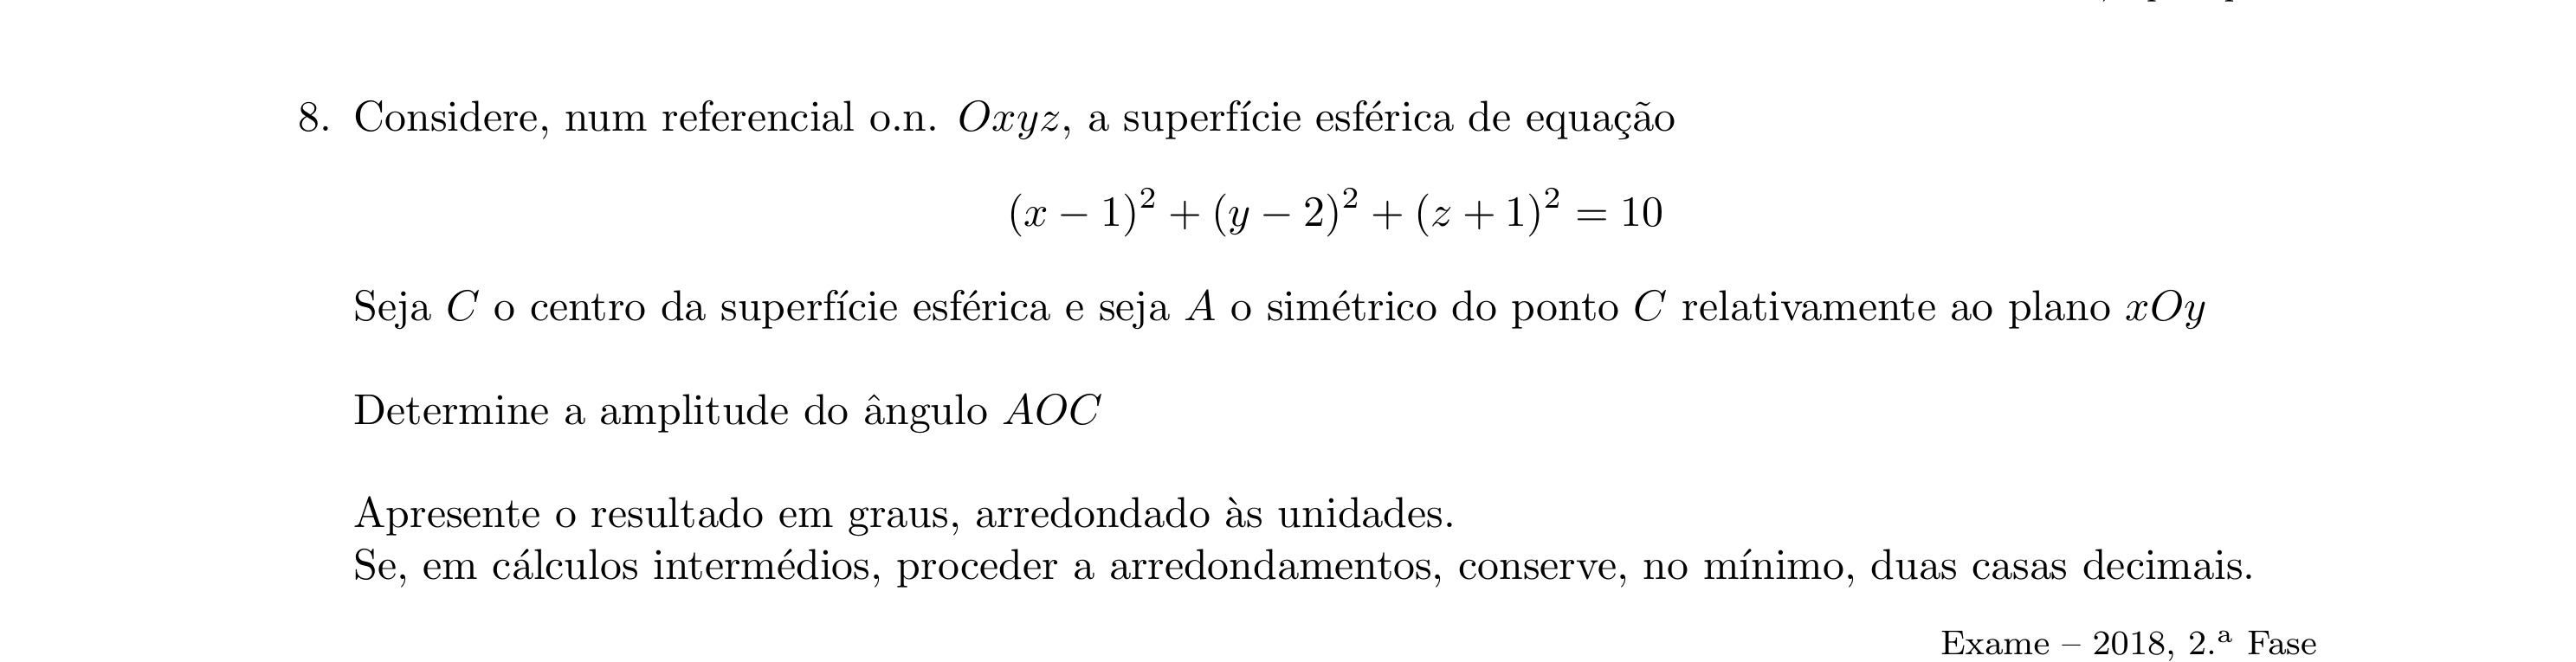 8. Considere, num referencial o.n. Oxyz, a superfície esférica de equação
(x − 1)² + (y − 2)² + (z + 1)² = 10
Seja C o centro da superfície esférica e seja A o simétrico do ponto C relativamente ao plano xOy
Determine a amplitude do ângulo AOC
Apresente o resultado em graus, arredondado às unidades.
Se, em cálculos intermédios, proceder a arredondamentos, conserve, no mínimo, duas casas decimais.
Exame – 2018, 2.ª Fase